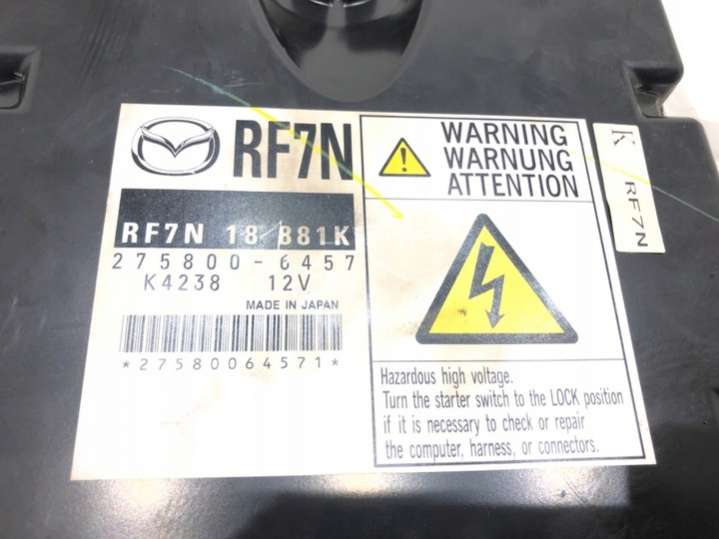 RF7N
RF7N 18 881K
275800-6457
K4238 12V
MADE IN JAPAN
*27580064571*
WARNING
WARNUNG
ATTENTION
Hazardous high voltage.
Turn the starter switch to the LOCK position
if it is necessary to check or repair
the computer, harness, or connectors.
K RF7N